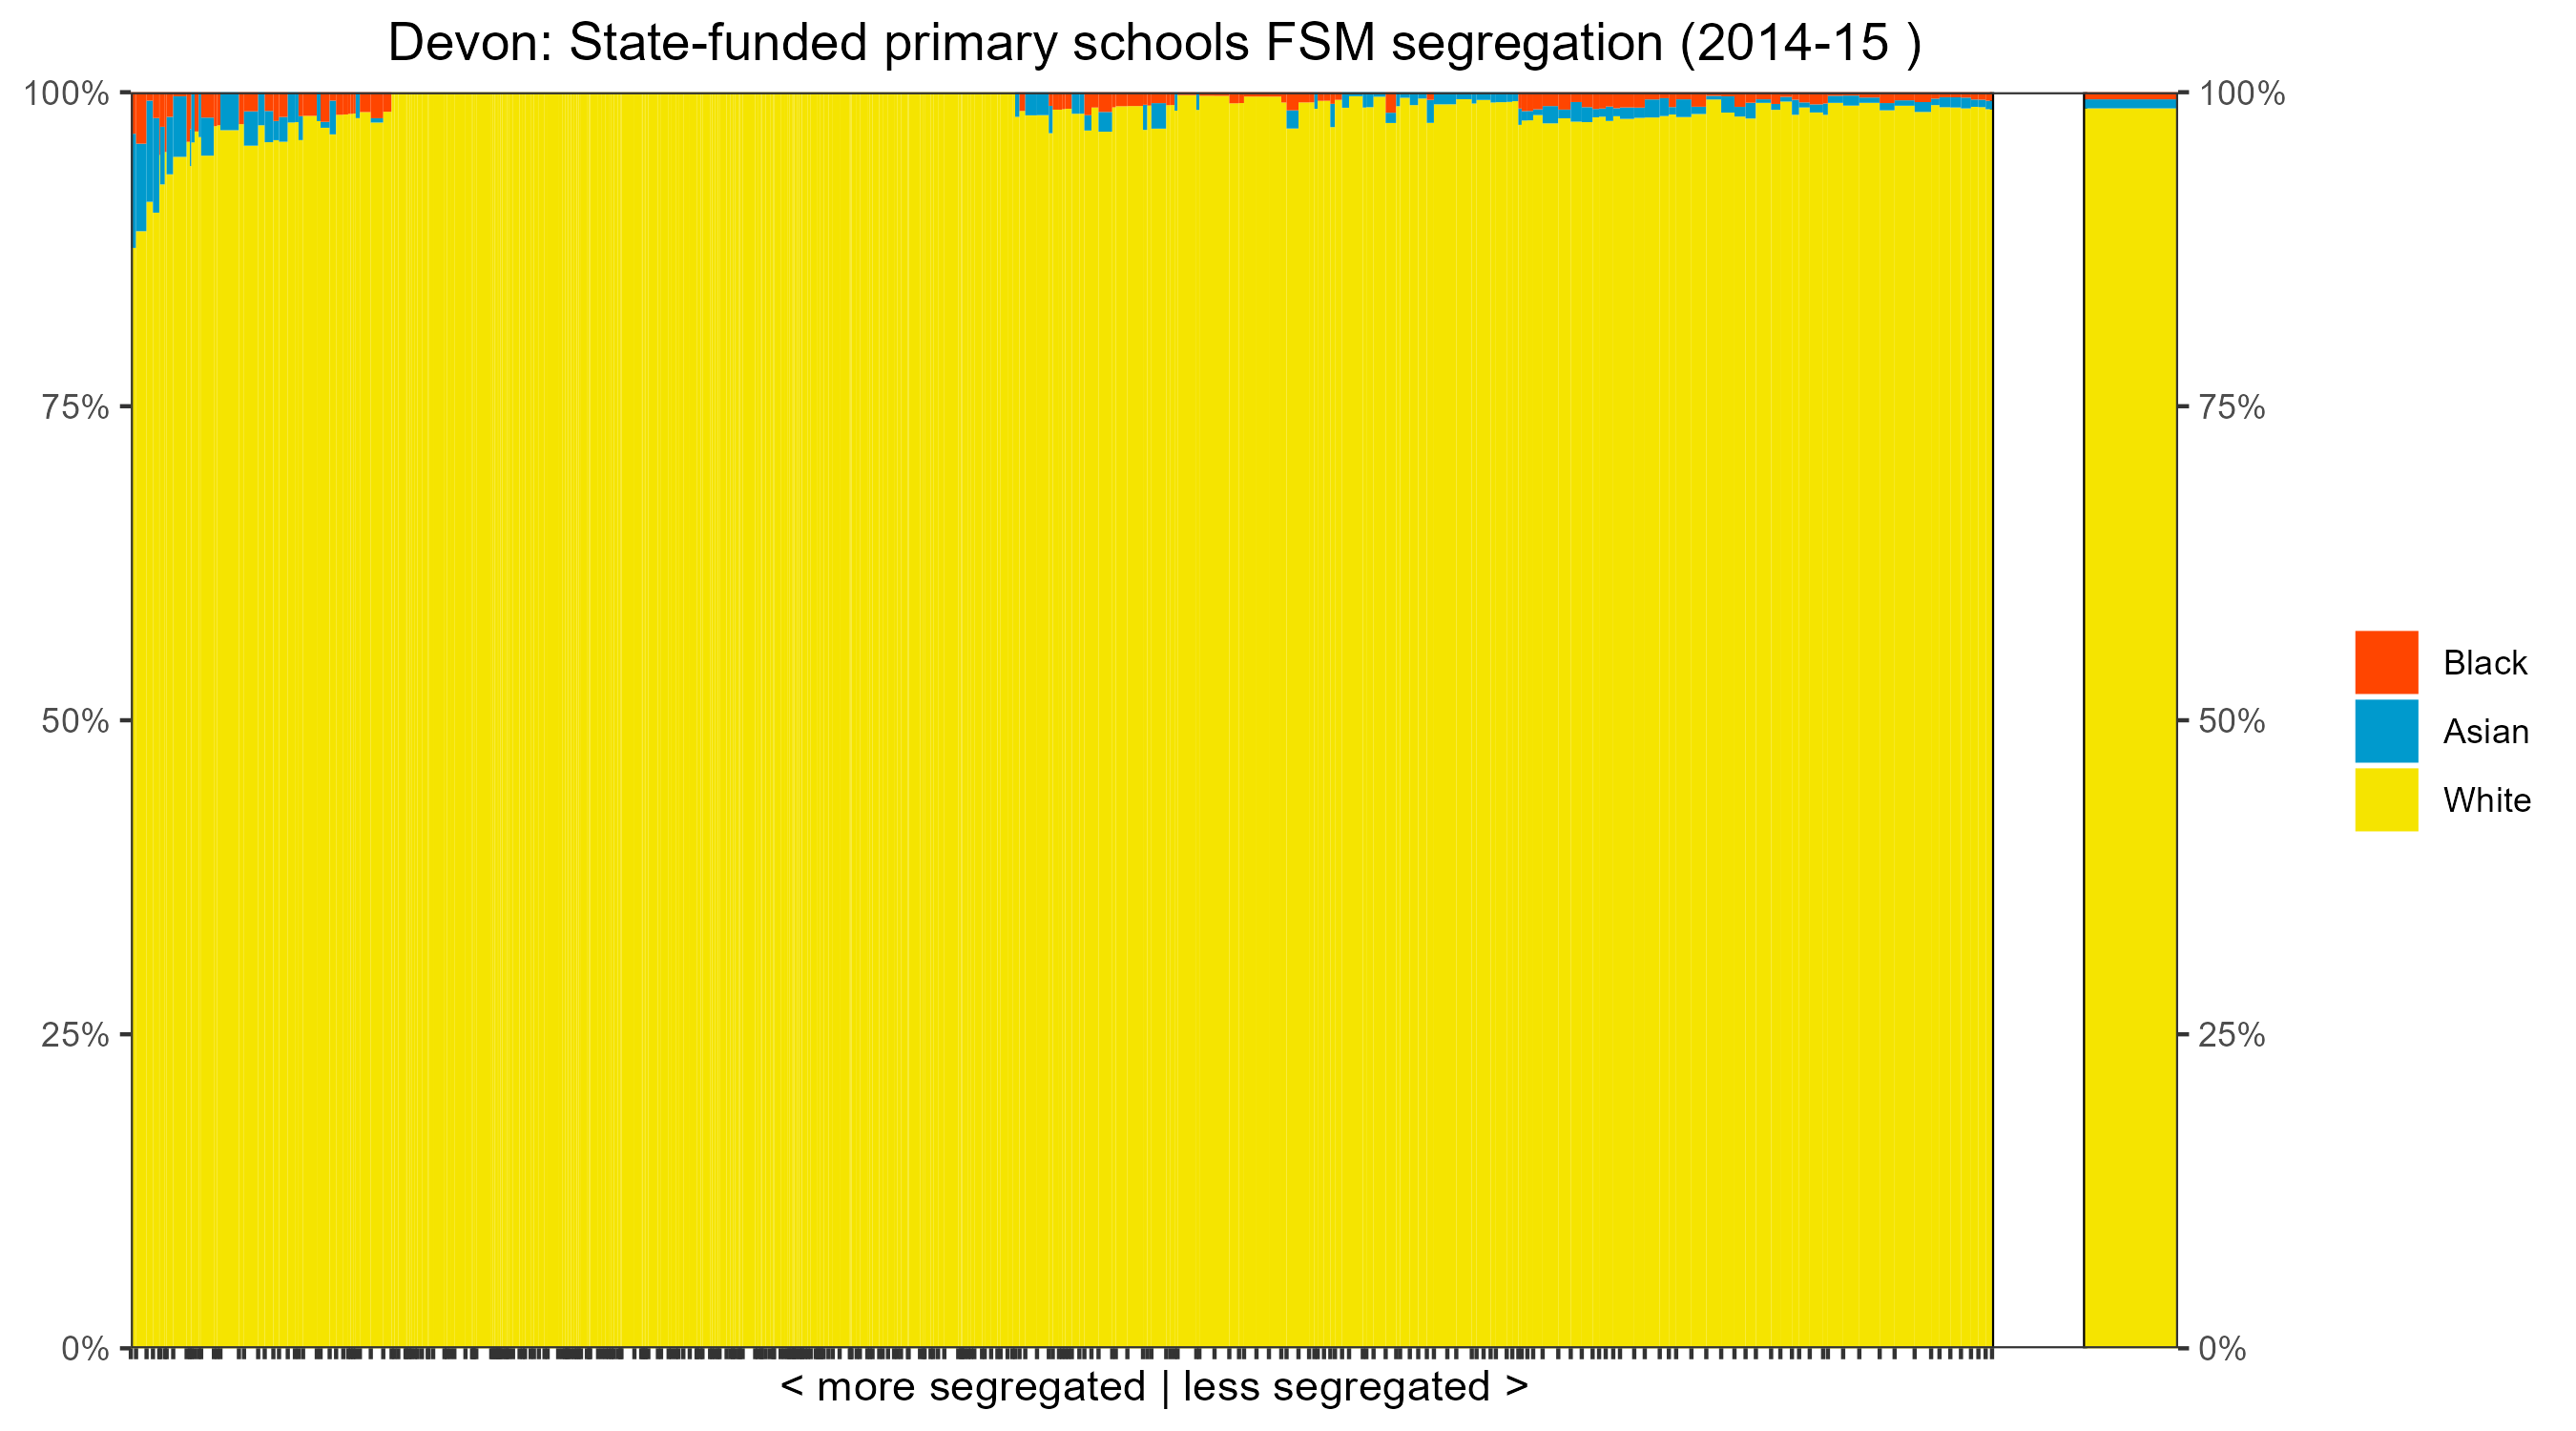 Devon: State-funded primary schools FSM segregation (2014-15 )
100%
75%
50%
25%
0%
100%
75%
50%
25%
0%
Black
Asian
White
< more segregated | less segregated >